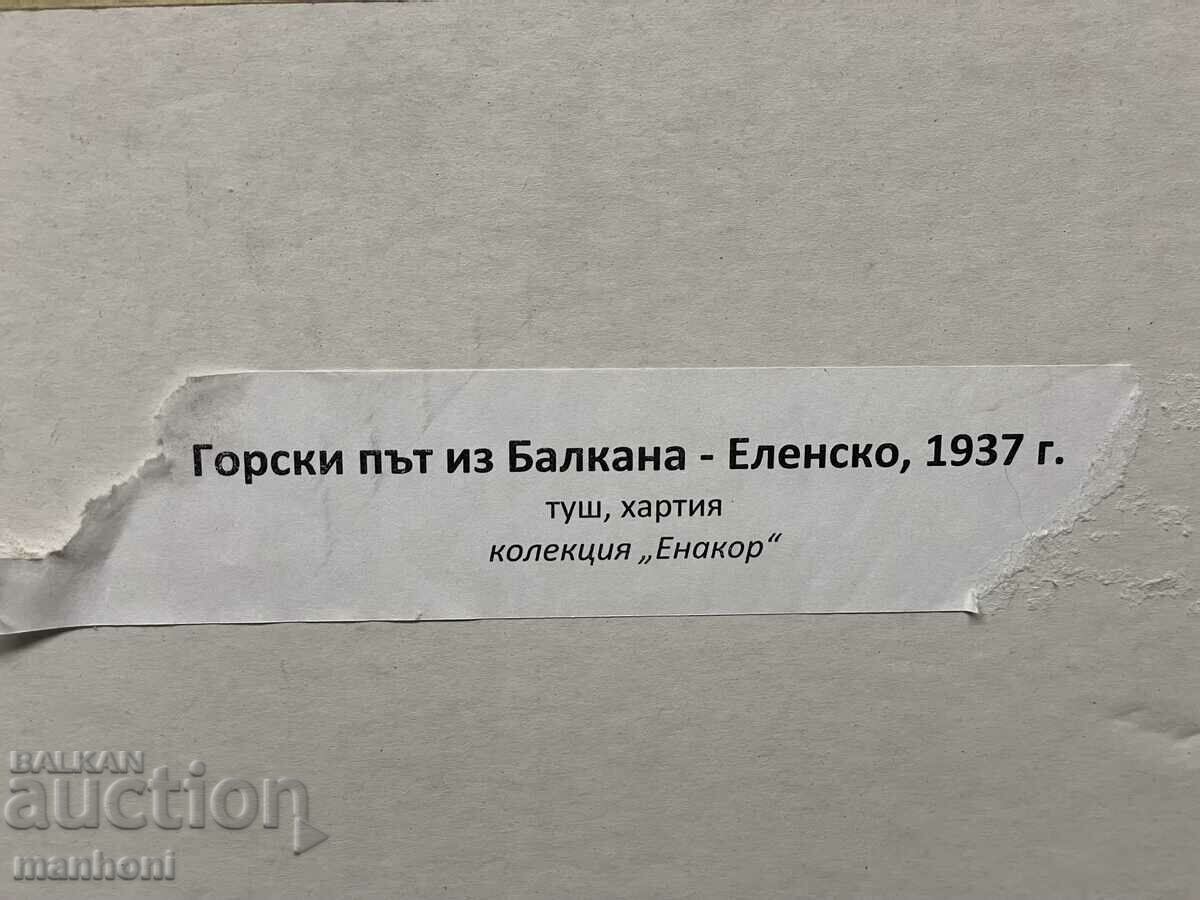 Горски път из Балкана - Еленско, 1937 г.
туш, хартия
колекция „Енакор“
BALKAN
auction
manhoni